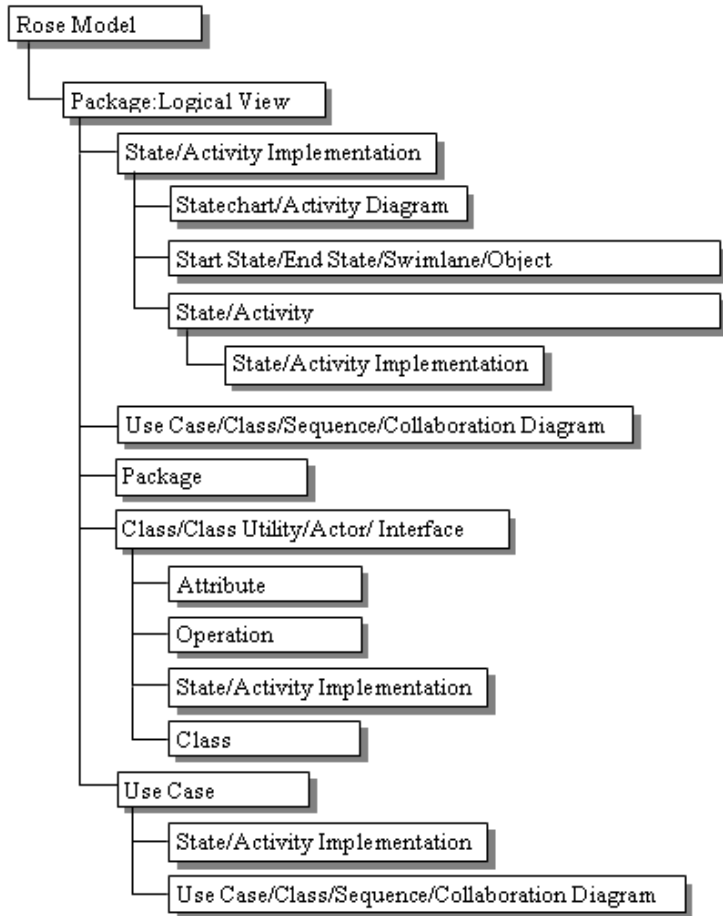 Rose Model
Package:Logical View
State/Activity Implementation
Statechart/Activity Diagram
Start State/End State/Swimlane/Object
State/Activity
State/Activity Implementation
Use Case/Class/Sequence/Collaboration Diagram
Package
Class/Class Utility/Actor/ Interface
Attribute
Operation
State/Activity Implementation
Class
Use Case
State/Activity Implementation
Use Case/Class/Sequence/Collaboration Diagram